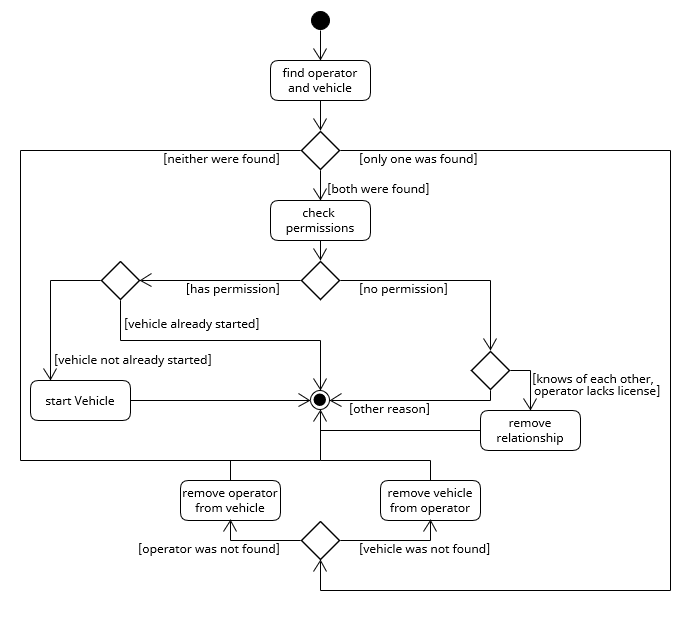 find operator
and vehicle
[neither were found]
[only one was found]
[both were found]
check
permissions
[has permission]
[no permission]
[vehicle already started]
[vehicle not already started]
start Vehicle
[knows of each other,
operator lacks license]
[other reason]
remove
relationship
remove operator
from vehicle
remove vehicle
from operator
[operator was not found]
[vehicle was not found]